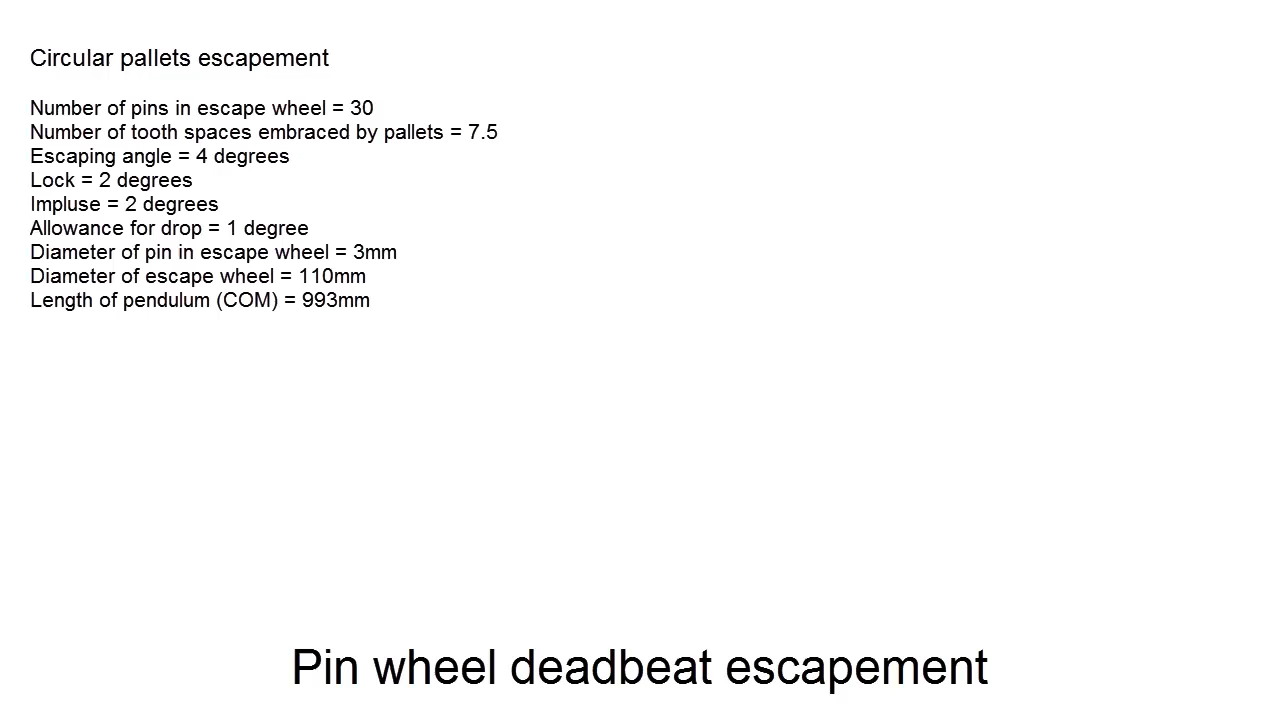 Circular pallets escapement
Number of pins in escape wheel = 30
Number of tooth spaces embraced by pallets = 7.5
Escaping angle = 4 degrees
Lock = 2 degrees
Impluse = 2 degrees
Allowance for drop = 1 degree
Diameter of pin in escape wheel = 3mm
Diameter of escape wheel = 110mm
Length of pendulum (COM) = 993mm
Pin wheel deadbeat escapement